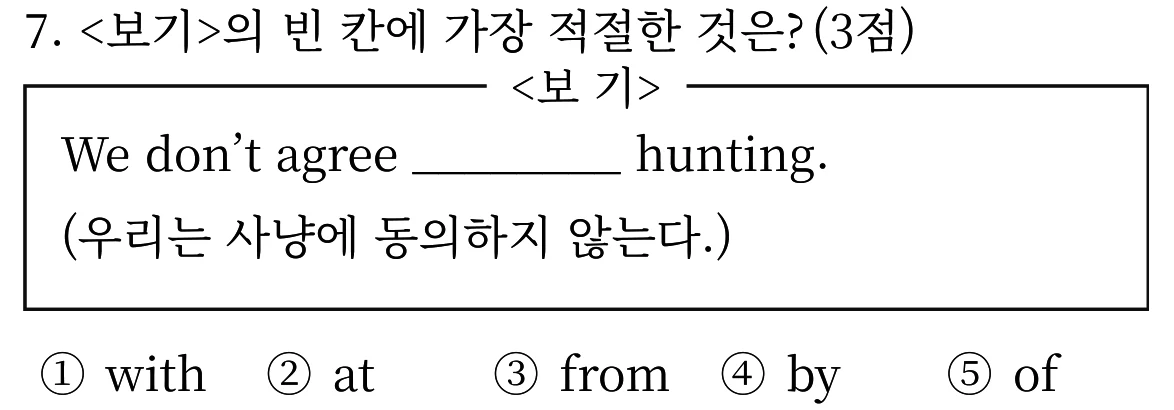 7. <보기>의 빈 칸에 가장 적절한 것은?(3점)
<보 기>
We don’t agree ________ hunting.
(우리는 사냥에 동의하지 않는다.)
① with ② at ③ from ④ by ⑤ of